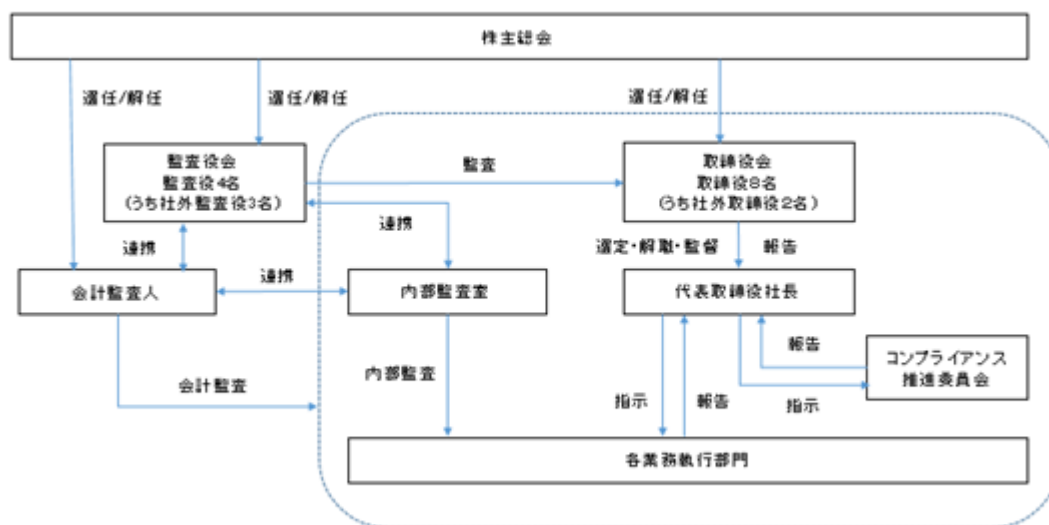 株主総会
選任/解任
選任/解任
選任/解任
監査役会
監査役4名
(うち社外監査役3名)
監査
取締役会
取締役8名
(うち社外取締役2名)
連携
連携
選定・解職・監督
報告
会計監査人
連携
内部監査室
代表取締役社長
報告
コンプライアンス
推進委員会
会計監査
内部監査
指示
報告
指示
各業務執行部門